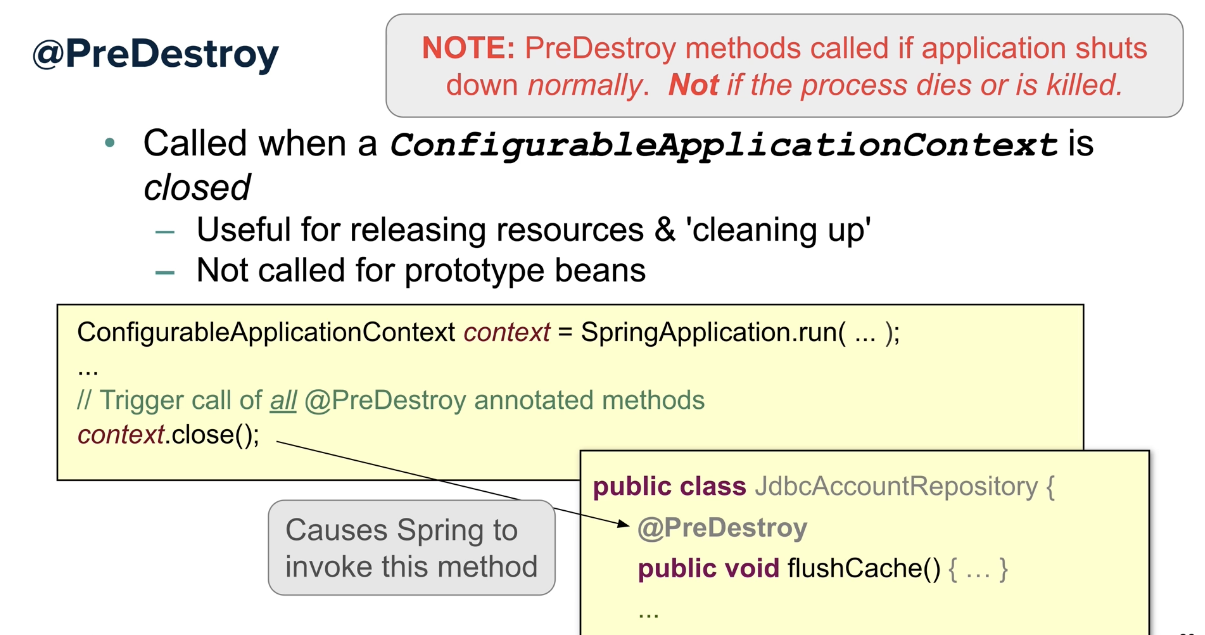 @PreDestroy
NOTE: PreDestroy methods called if application shuts
down normally. Not if the process dies or is killed.
• Called when a ConfigurableApplicationContext is
closed
– Useful for releasing resources & 'cleaning up'
– Not called for prototype beans
ConfigurableApplicationContext context = SpringApplication.run( ... );
...
// Trigger call of all @PreDestroy annotated methods
context.close();
Causes Spring to
invoke this method
public class JdbcAccountRepository {
@PreDestroy
public void flushCache() { … }
...